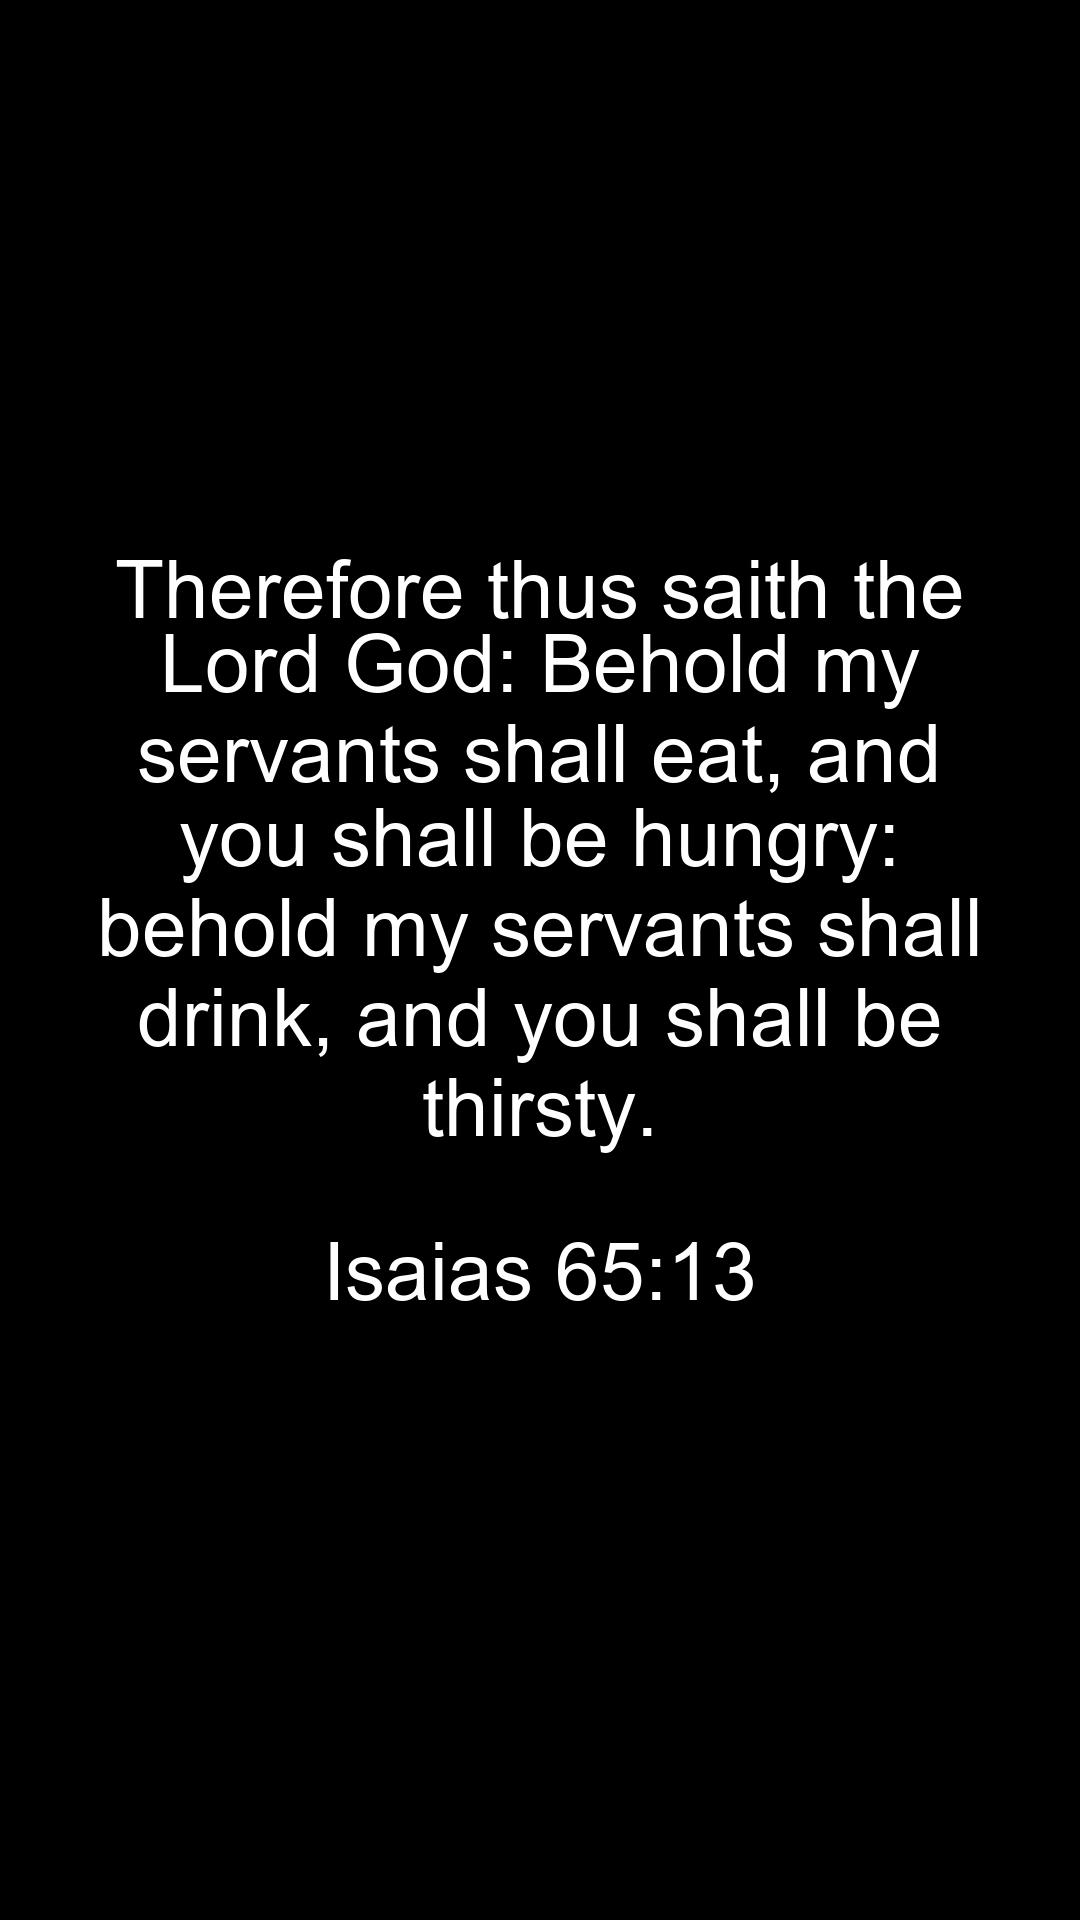 Therefore thus saith the
Lord God: Behold my
servants shall eat, and
you shall be hungry:
behold my servants shall
drink, and you shall be
thirsty.
Isaias 65:13